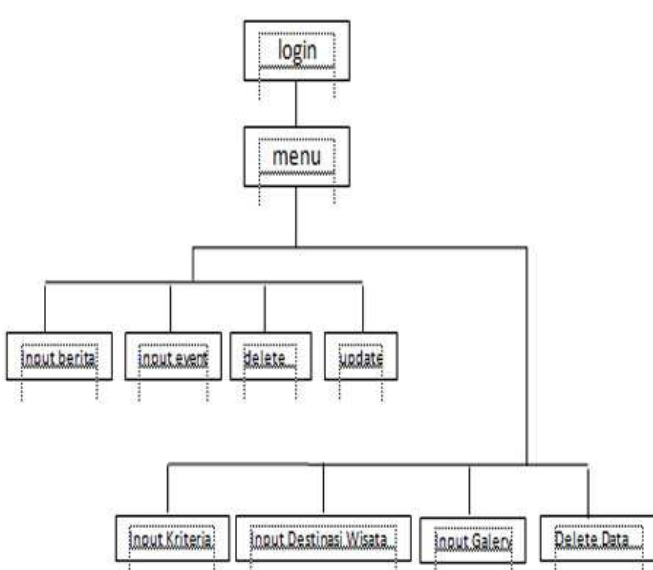 login
menu
Input berita
input event
delete
update
Input Kriteria
Input Destinasi Wisata
Input Galery
Delete Data